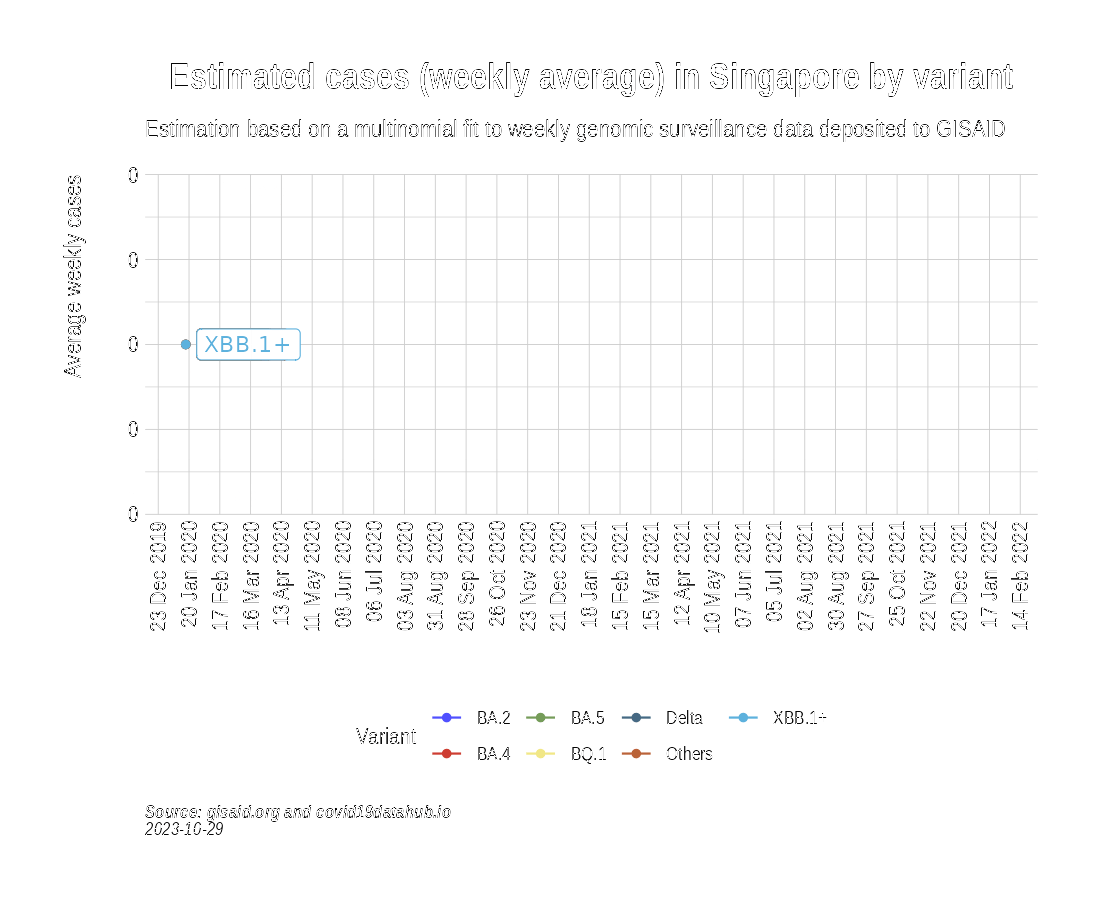 Estimated cases (weekly average) in Singapore by variant
Estimation based on a multinomial fit to weekly genomic surveillance data deposited to GISAID
Average weekly cases
0
0
0
0
0
XBB.1+
23 Dec 2019
20 Jan 2020
17 Feb 2020
16 Mar 2020
13 Apr 2020
11 May 2020
08 Jun 2020
06 Jul 2020
03 Aug 2020
31 Aug 2020
28 Sep 2020
26 Oct 2020
23 Nov 2020
21 Dec 2020
18 Jan 2021
15 Feb 2021
15 Mar 2021
12 Apr 2021
10 May 2021
07 Jun 2021
05 Jul 2021
02 Aug 2021
30 Aug 2021
27 Sep 2021
25 Oct 2021
22 Nov 2021
20 Dec 2021
17 Jan 2022
14 Feb 2022
Variant
BA.2 BA.5 Delta XBB.1+
BA.4 BQ.1 Others
Source: gisaid.org and covid19datahub.io
2023-10-29